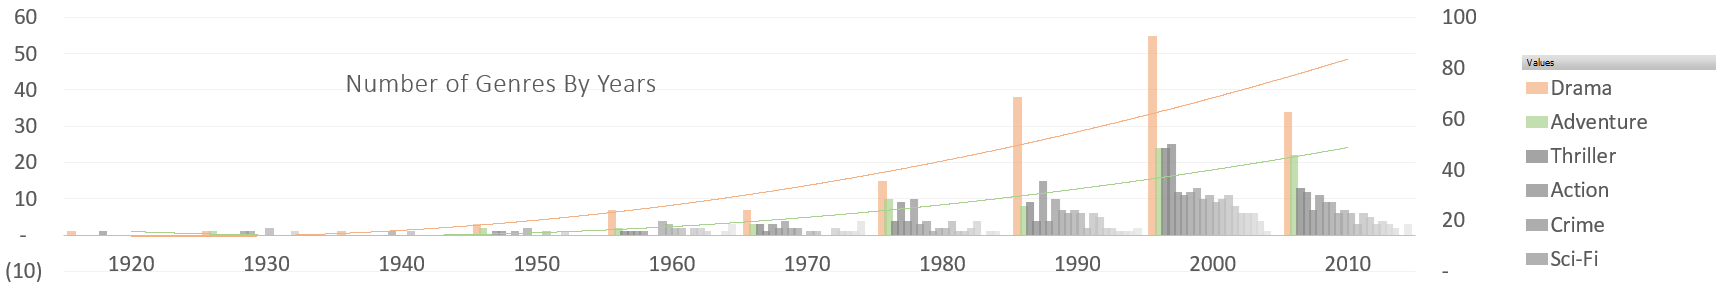 60
50
40
30
20
10
-
(10)
Number of Genres By Years
1920 1930 1940 1950 1960 1970 1980 1990 2000 2010
100
80
60
40
20
-
Values
Drama
Adventure
Thriller
Action
Crime
Sci-Fi